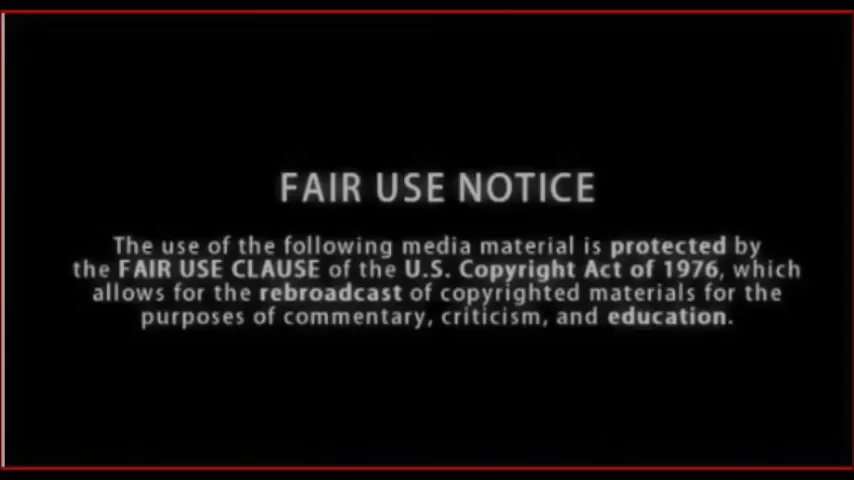 FAIR USE NOTICE
The use of the following media material is protected by
the FAIR USE CLAUSE of the U.S. Copyright Act of 1976, which
allows for the rebroadcast of copyrighted materials for the
purposes of commentary, criticism, and education.